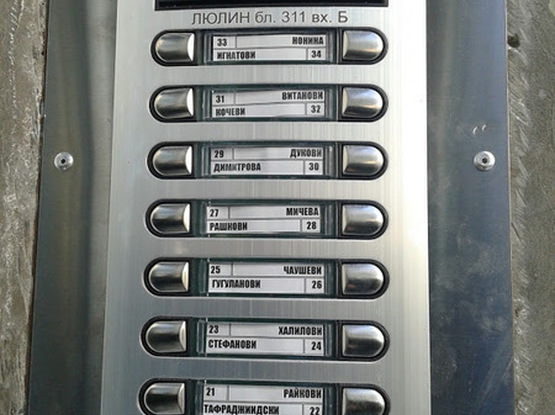 ЛЮЛИН бл. 311 вх. Б
33 НОНИНА
ИГНАТОВИ 34
31 ВИТАНОВИ
КОЧЕВИ 32
29 ДУКОВИ
ДИМИТРОВА 30
27 МИЧЕВА
РАШКОВИ 28
25 ЧАУШЕВИ
ГУГУЛАНОВИ 26
23 ХАЛИЛОВИ
СТЕФАНОВИ 24
21 РАЙКОВИ
ТАФРАДЖИЙСКИ 22